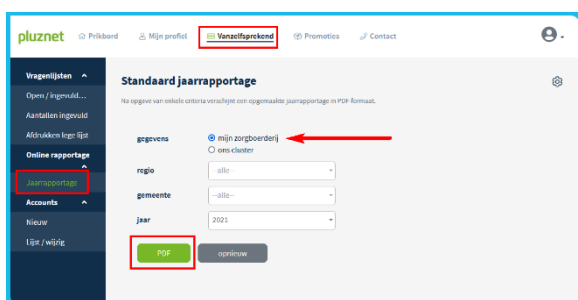 pluznet Prikbord Mijn profiel Vanzelfsprekend Promoties Contact
Vragenlijsten
Open / ingevuld...
Aantallen ingevuld
Afdrukken lege lijst
Online rapportage
Jaarrapportage
Accounts
Nieuw
Lijst / wijzig
Standaard jaarrapportage
Na opgave van enkele criteria verschijnt een opgemaakte jaarrapportage in PDF-formaat.
gegevens mijn zorgboerderij
ons cluster
regio --alle--
gemeente --alle--
jaar 2021
PDF opnieuw